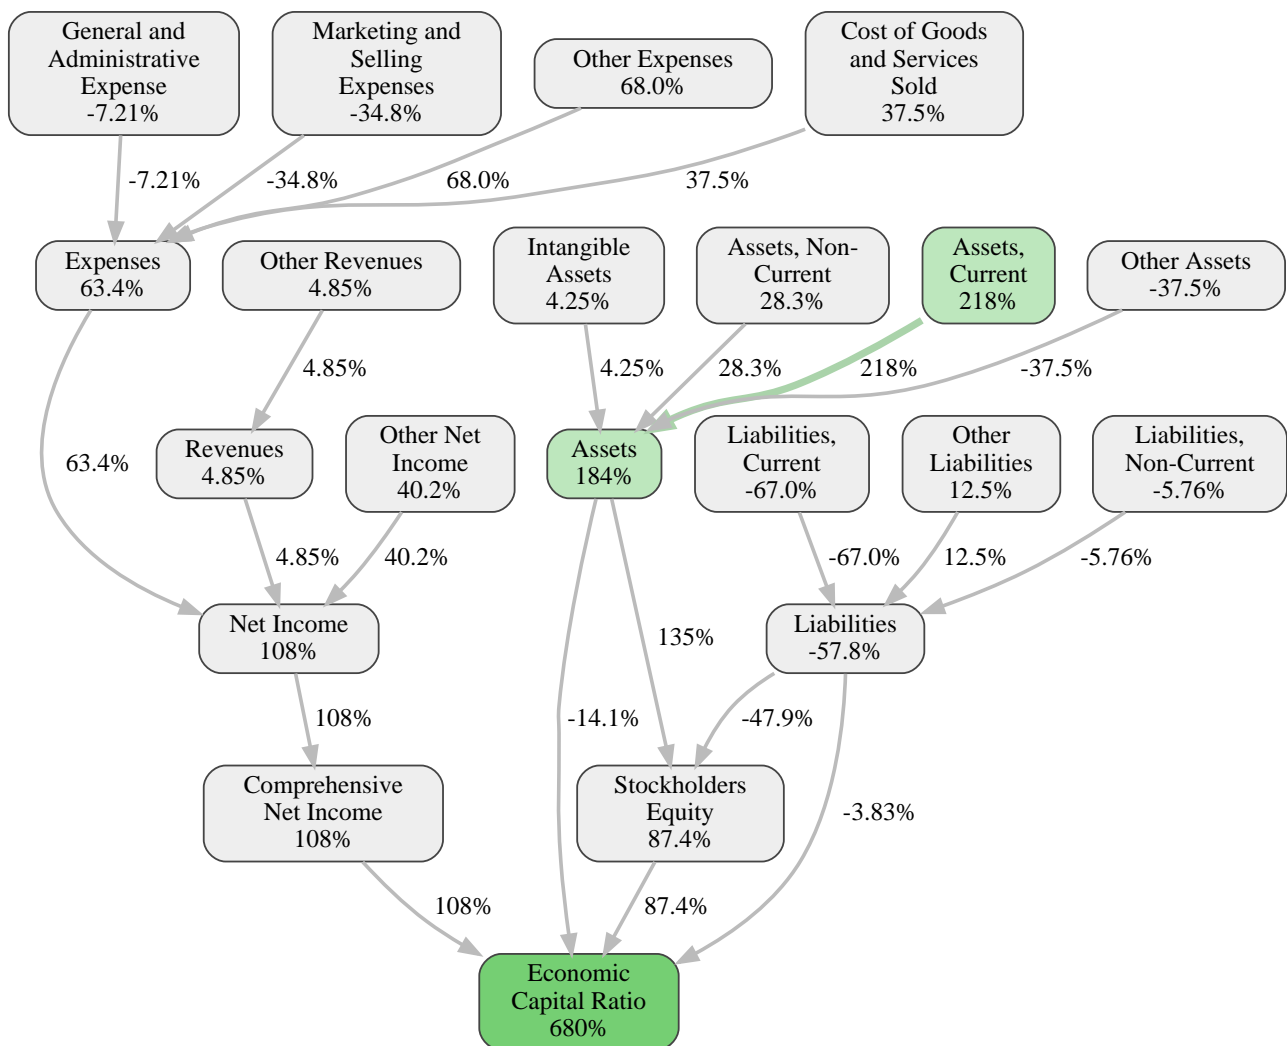 General and
Administrative
Expense
-7.21%
Marketing and
Selling
Expenses
-34.8%
Other Expenses
68.0%
Cost of Goods
and Services
Sold
37.5%
-7.21%
-34.8%
68.0%
37.5%
Expenses
63.4%
Other Revenues
4.85%
Intangible
Assets
4.25%
Assets, Non-
Current
28.3%
Assets,
Current
218%
Other Assets
-37.5%
4.85%
4.25%
28.3%
218%
-37.5%
63.4%
Revenues
4.85%
Other Net
Income
40.2%
Assets
184%
Liabilities,
Current
-67.0%
Other
Liabilities
12.5%
Liabilities,
Non-Current
-5.76%
4.85%
40.2%
-67.0%
12.5%
-5.76%
Net Income
108%
135%
Liabilities
-57.8%
108%
-14.1%
-47.9%
Comprehensive
Net Income
108%
Stockholders
Equity
87.4%
-3.83%
108%
87.4%
Economic
Capital Ratio
680%